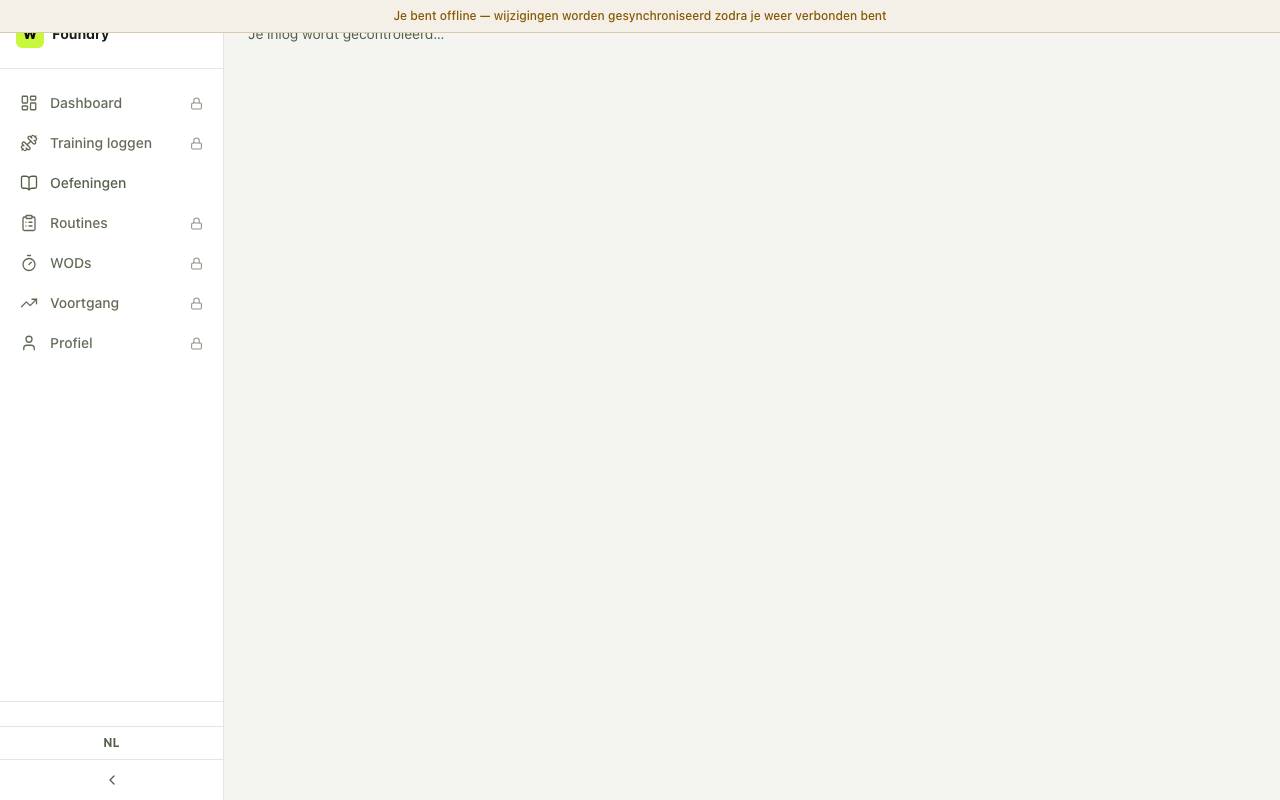 Je bent offline — wijzigingen worden gesynchroniseerd zodra je weer verbonden bent
W Foundry
Je inlog wordt gecontroleerd...
Dashboard
Training loggen
Oefeningen
Routines
WODs
Voortgang
Profiel
NL